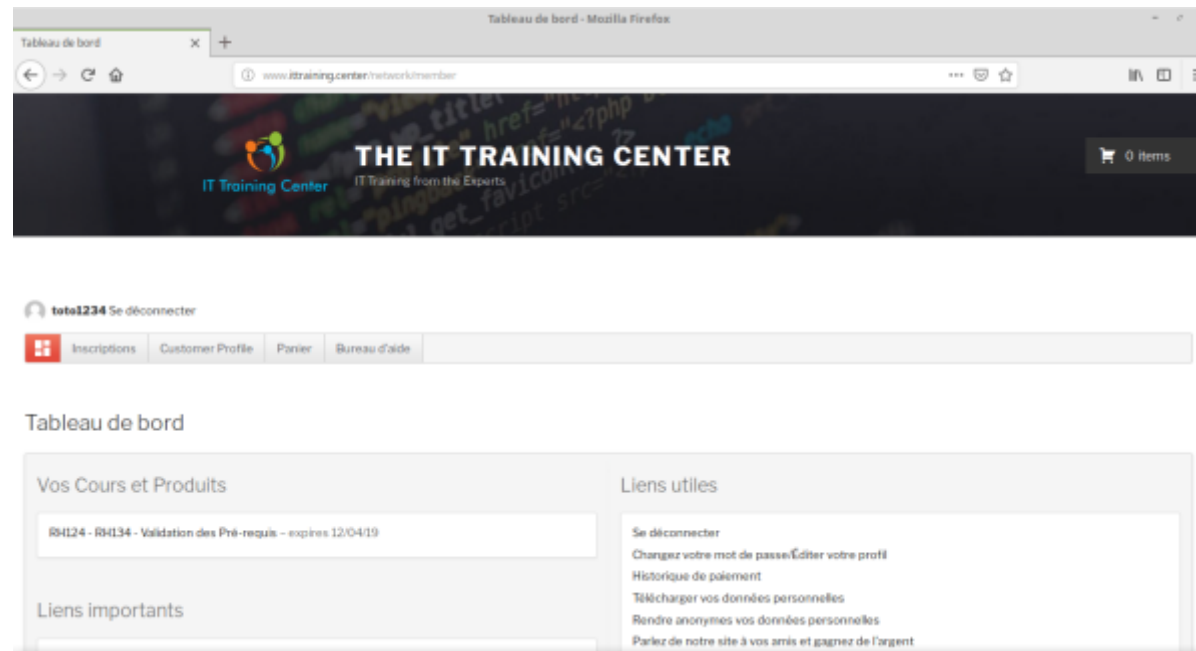 Tableau de bord - Mozilla Firefox
Tableau de bord
www.ittraining.center/network/member
THE IT TRAINING CENTER
IT Training from the Experts
IT Training Center
0 items
toto1234 Se déconnecter
Inscriptions Customer Profile Panier Bureau d'aide
Tableau de bord
Vos Cours et Produits
RH124 - RH134 - Validation des Pré-requis – expires 12/04/19
Liens importants
Liens utiles
Se déconnecter
Changez votre mot de passe/Éditer votre profil
Historique de paiement
Télécharger vos données personnelles
Rendre anonymes vos données personnelles
Parlez de notre site à vos amis et gagnez de l'argent